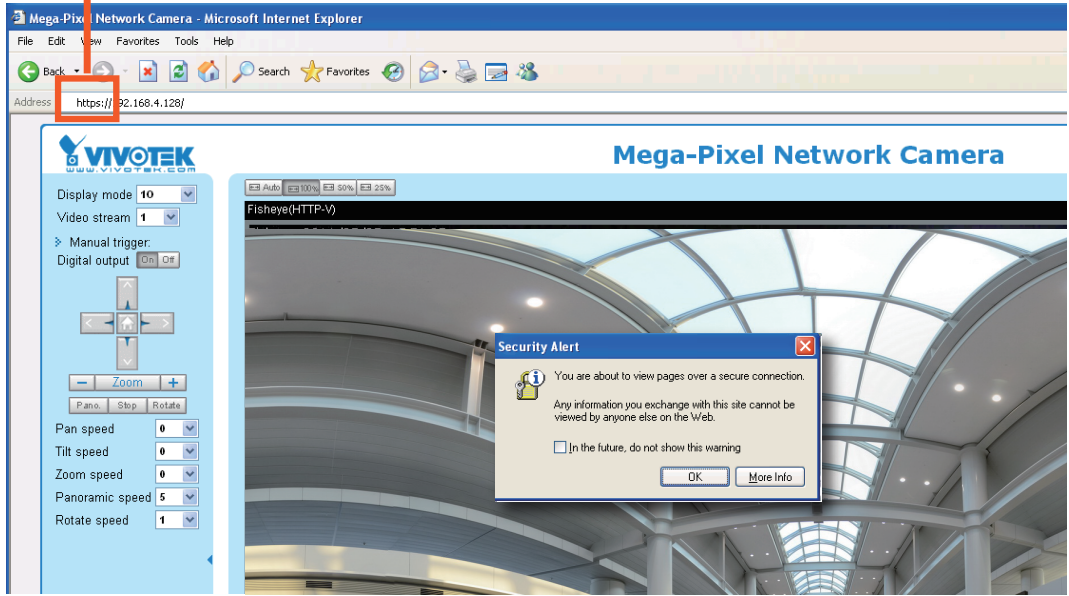 Mega-Pixel Network Camera - Microsoft Internet Explorer
File Edit View Favorites Tools Help
Back Search Favorites
Address https://192.168.4.128/
VIVOTEK
www.vivotek.com
Mega-Pixel Network Camera
Auto 100% 50% 25%
Display mode 10
Video stream 1
Fisheye(HTTP-V)
Manual trigger:
Digital output On Off
Zoom
Pano. Stop Rotate
Pan speed 0
Tilt speed 0
Zoom speed 0
Panoramic speed 5
Rotate speed 1
Security Alert
You are about to view pages over a secure connection.
Any information you exchange with this site cannot be
viewed by anyone else on the Web.
In the future, do not show this warning
OK More Info